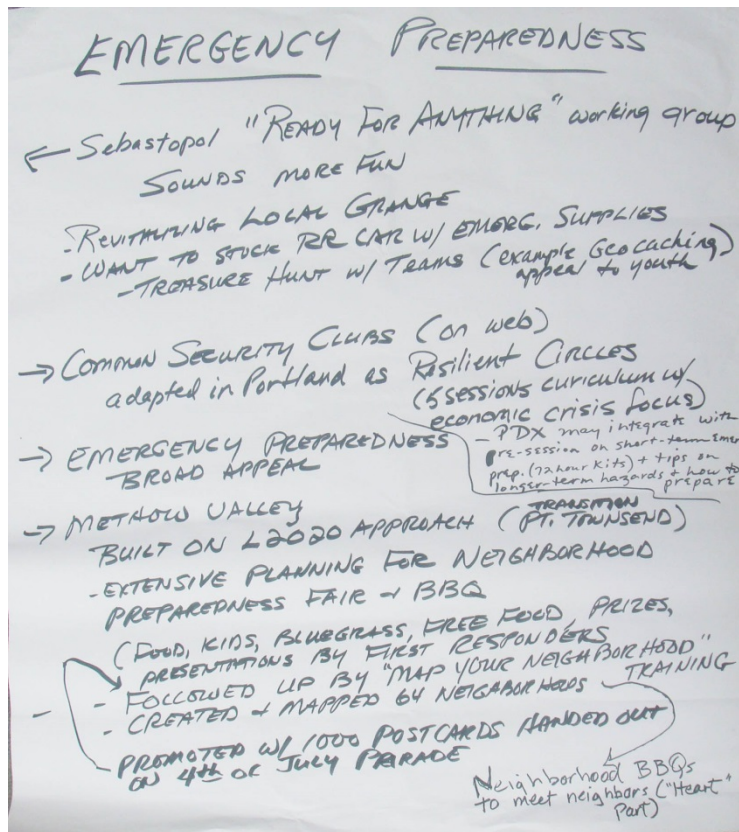 EMERGENCY PREPAREDNESS
← Sebastopol "READY FOR ANYTHING" working group
SOUNDS MORE FUN
- REVITALIZING LOCAL GRANGE
- WANT TO STOCK RR CAR W/ EMERG. SUPPLIES
- TREASURE HUNT W/ TEAMS (example Geocaching)
appeal to youth
→ COMMON SECURITY CLUBS (on web)
adapted in Portland as Resilient CIRCLES
(5 SESSIONS CURICULUM W/
economic crisis focus)
- PDX may integrate with
pre-session on short-term emer
prep. (72 hour kits) + tips on
longer-term hazards + how to
prepare
→ EMERGENCY PREPAREDNESS
BROAD APPEAL
→ METHOW VALLEY
TRANSITION
BUILT ON L2020 APPROACH (PT. TOWNSEND)
- EXTENSIVE PLANNING FOR NEIGHBORHOOD
PREPAREDNESS FAIR + BBQ
(FOOD, KIDS, BLUEGRASS, FREE FOOD, PRIZES,
PRESENTATIONS BY FIRST RESPONDERS
- FOLLOWED UP BY "MAP YOUR NEIGHBORHOOD"
TRAINING
- CREATED + MAPPED 64 NEIGHBORHOODS
- PROMOTED W/ 1000 POSTCARDS HANDED OUT
ON 4th OF JULY PARADE
Neighborhood BBQs
to meet neighbors ("Heart"
Part)